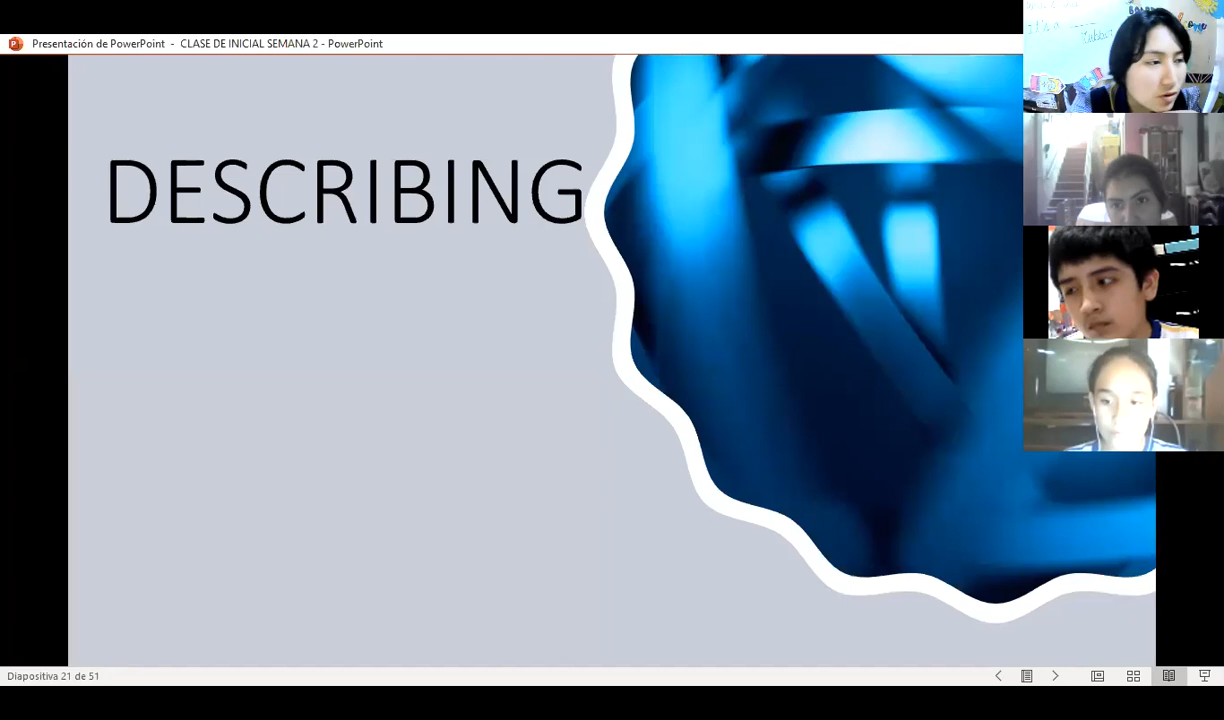 Presentación de PowerPoint - CLASE DE INICIAL SEMANA 2 - PowerPoint
DESCRIBING
Diapositiva 21 de 51